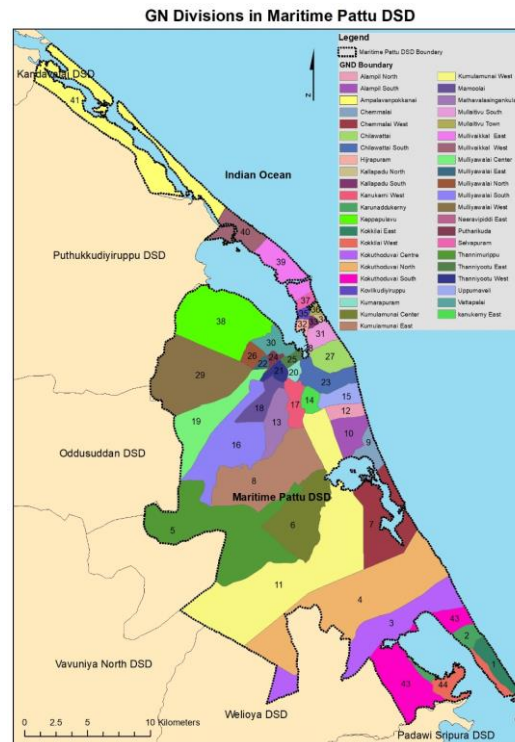 GN Divisions in Maritime Pattu DSD
Kandavalai DSD
41
Indian Ocean
Legend
Maritime Pattu DSD Boundary
GND Boundary
Alampil North
Alampil South
Ampalavanpokkanai
Chemmalai
Chemmalai West
Chilawattai
Chilawattai South
Hijrapuram
Kallapadu North
Kallapadu South
Kanukerni West
Karunaddukerny
Keppapulavu
Kokkilai East
Kokkilai West
Kokuthoduvai Centre
Kokuthoduvai North
Kokuthoduvai South
Kovilkudiyiruppu
Kumarapuram
Kumulamunai Center
Kumulamunai East
Kumulamunai West
Mamoolai
Mathavalasingankulu
Mullaitivu South
Mullaitivu Town
Mullivaikkal East
Mullivaikkal West
Mulliyawalai Center
Mulliyawalai East
Mulliyawalai North
Mulliyawalai South
Mulliyawalai West
Neeravipiddi East
Putharikuda
Selvapuram
Thannimurippu
Thanniyootu East
Thanniyootu West
Uppumaveli
Vattapalai
kanukerny East
Puthukkudiyiruppu DSD
40
39
37
35
36
34
33
32
31
38
30
28
27
26
24
25
22
21
20
23
29
18
17
14
15
12
13
19
10
16
9
Oddusuddan DSD
8
Maritime Pattu DSD
5
6
7
11
4
3
43
2
1
Vavuniya North DSD
43
44
Welioya DSD
Padawi Sripura DSD
0 2.5 5 10 Kilometers